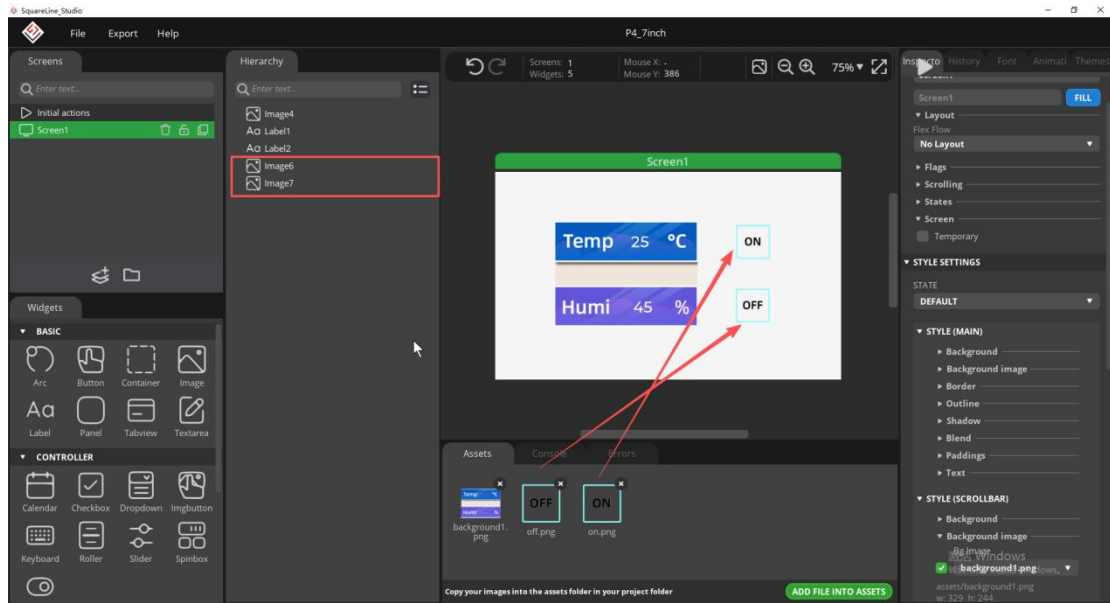 SquareLine_Studio
File Export Help
P4_7inch
Screens
Enter text...
Initial actions
Screen1
Hierarchy
Enter text...
Image4
Label1
Label2
Image6
Image7
Screens: 1
Widgets: 5
Mouse X: -
Mouse Y: 386
75%
Screen1
Temp 25 °C
ON
Humi 45 %
OFF
Inspecto History Font Animati Themes
Screen1
FILL
Layout
Flex Flow
No Layout
Flags
Scrolling
States
Screen
Temporary
STYLE SETTINGS
STATE
DEFAULT
STYLE (MAIN)
Background
Background image
Border
Outline
Shadow
Blend
Paddings
Text
STYLE (SCROLLBAR)
Background
Background image
Bg Image
激活 Windows
background1.png
assets/background1.png
w: 329 h: 244
Widgets
BASIC
Arc Button Container Image
Label Panel Tabview Textarea
CONTROLLER
Calendar Checkbox Dropdown Imgbutton
Keyboard Roller Slider Spinbox
Assets Console Errors
Temp °C
Humi %
OFF ON
background1.
png
off.png on.png
Copy your images into the assets folder in your project folder
ADD FILE INTO ASSETS